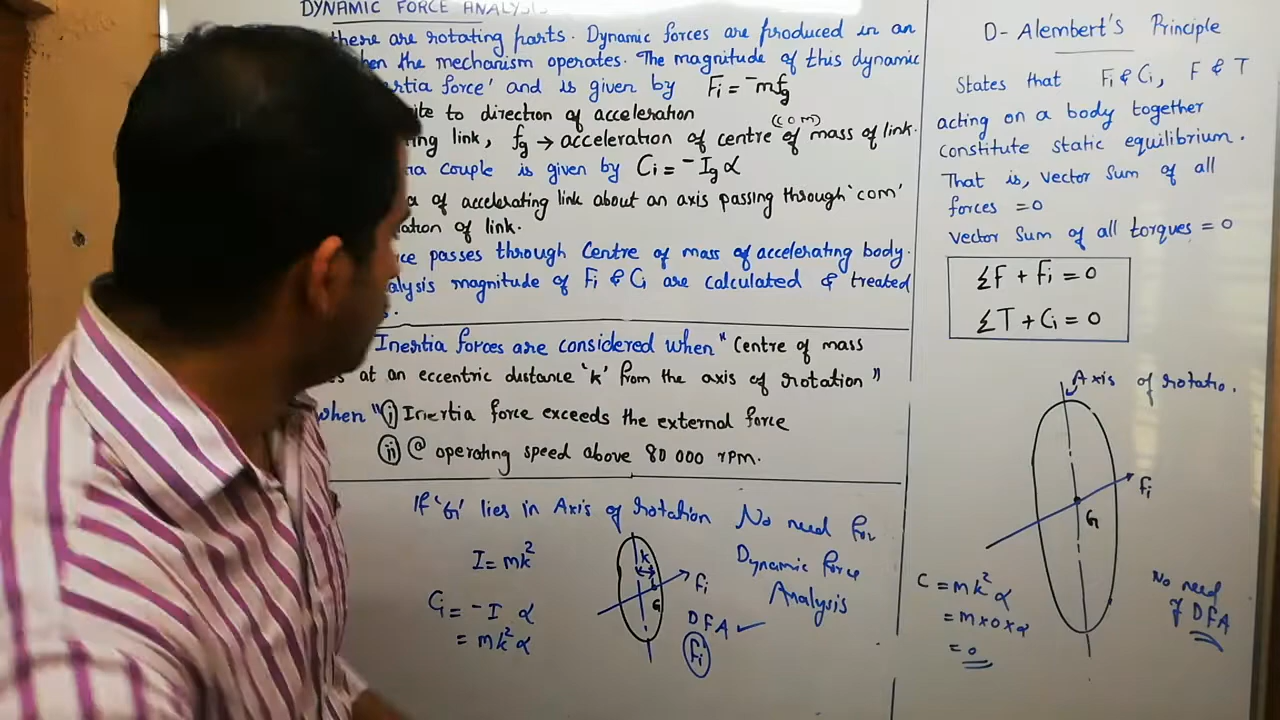 DYNAMIC FORCE ANALYSIS
there are rotating parts. Dynamic forces are produced in an
when the mechanism operates. The magnitude of this dynamic
rtia force' and is given by Fi = -mfg
ite to direction of acceleration
(COM)
ing link, fg → acceleration of centre of mass of link.
ia couple is given by Ci = -Ig α
a of accelerating link about an axis passing through 'com'
ation of link.
ce passes through Centre of mass of accelerating body.
alysis magnitude of Fi & Ci are calculated & treated
s.
Inertia forces are considered when "Centre of mass
s at an eccentric distance 'k' from the axis of rotation"
when "(i) Inertia force exceeds the external force
(ii) @ operating speed above 80 000 rpm.
If 'G' lies in Axis of rotation No need for
Dynamic force
Analysis
I = mk²
Ci = -I α
= mk²α
k
Fi
G
DFA ✓
Fi
D-Alembert's Principle
States that Fi & Ci, F & T
acting on a body together
constitute static equilibrium.
That is, vector sum of all
forces = 0
Vector Sum of all torques = 0
ΣF + Fi = 0
ΣT + Ci = 0
Axis of rotatio.
Fi
G
C = mk²α
= m×0×α
= 0
No need
of DFA